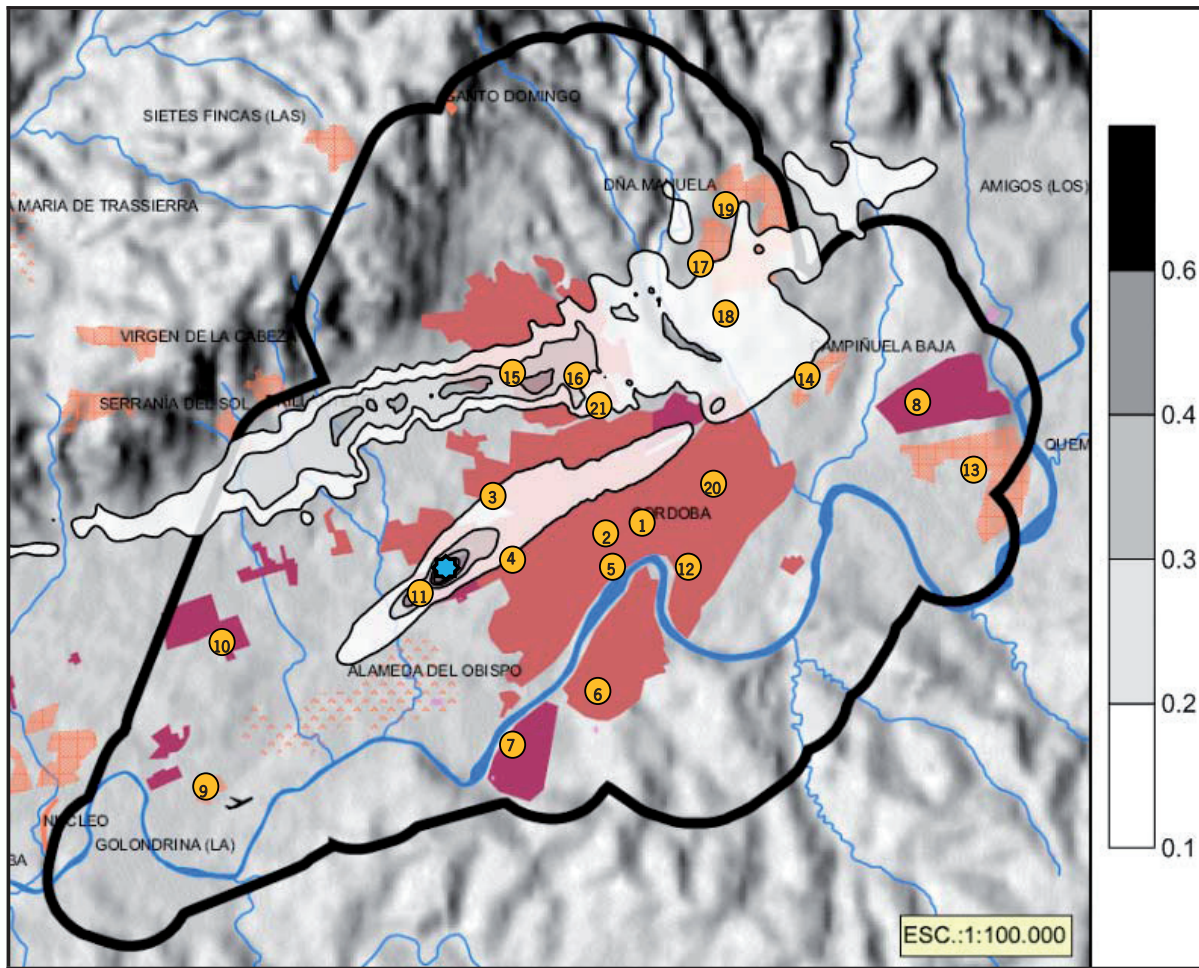 SANTO DOMINGO
SIETES FINCAS (LAS)
DÑA.MANUELA
AMIGOS (LOS)
A MARIA DE TRASSIERRA
19
17
0.6
18
VIRGEN DE LA CABEZA
CAMPIÑUELA BAJA
15
16
14
SERRANÍA DEL SOL
8
21
0.4
QUEM
13
20
3
CORDOBA
1
2
4
5
12
0.3
11
10
ALAMEDA DEL OBISPO
6
0.2
7
9
NUCLEO
GOLONDRINA (LA)
0.1
BA
ESC.:1:100.000